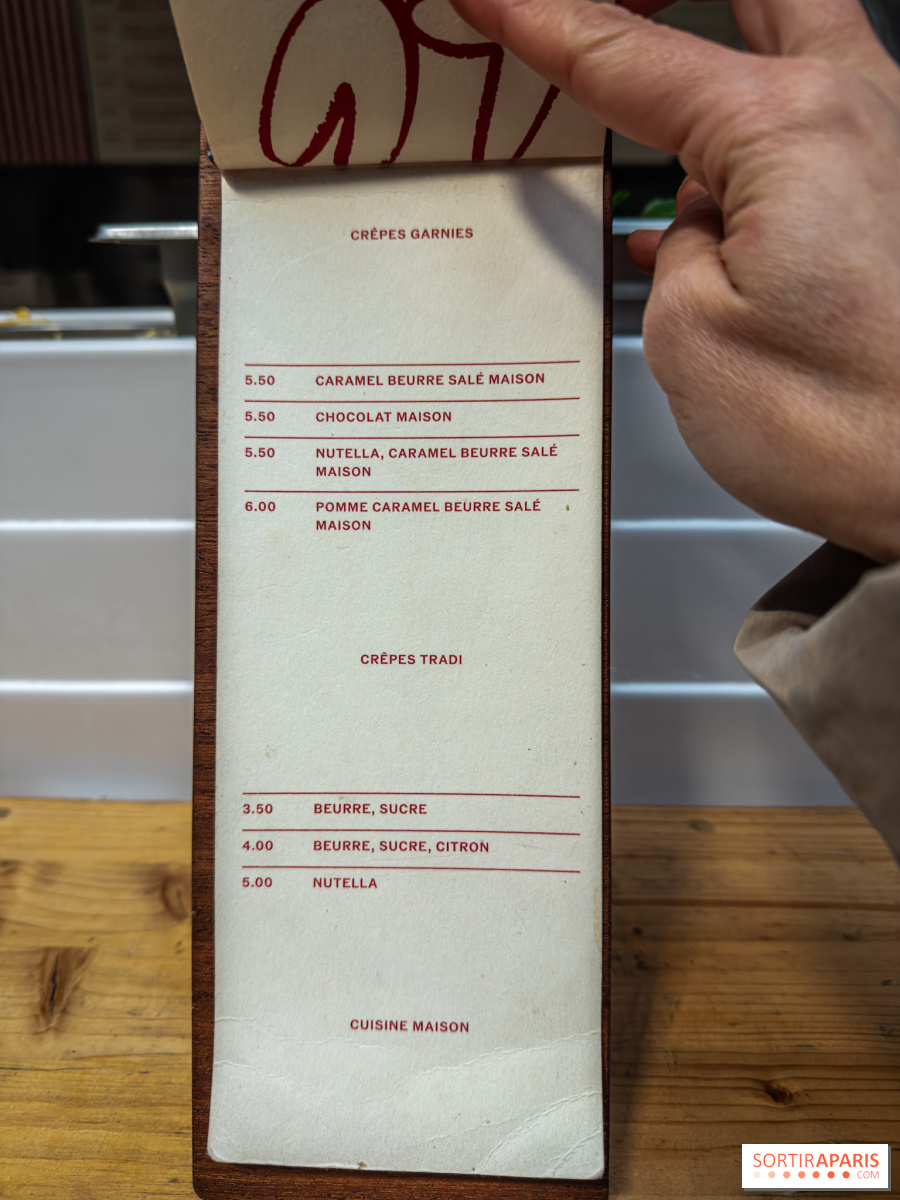 CRÊPES GARNIES
5.50 CARAMEL BEURRE SALÉ MAISON
5.50 CHOCOLAT MAISON
5.50 NUTELLA, CARAMEL BEURRE SALÉ
MAISON
6.00 POMME CARAMEL BEURRE SALÉ
MAISON
CRÊPES TRADI
3.50 BEURRE, SUCRE
4.00 BEURRE, SUCRE, CITRON
5.00 NUTELLA
CUISINE MAISON
SORTIRAPARIS
COM